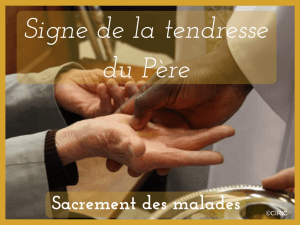 Signe de la tendresse
du Père
Sacrement des malades
©CIRIC